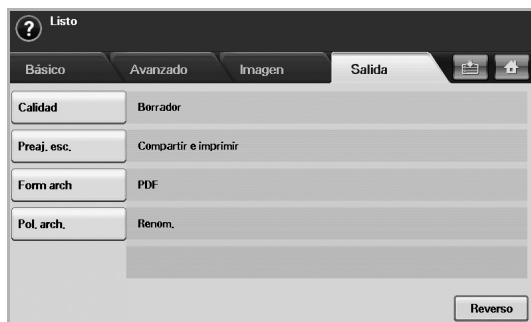 ? Listo
Básico Avanzado Imagen Salida
Calidad Borrador
Preaj. esc. Compartir e imprimir
Form arch PDF
Pol. arch. Renom.
Reverso